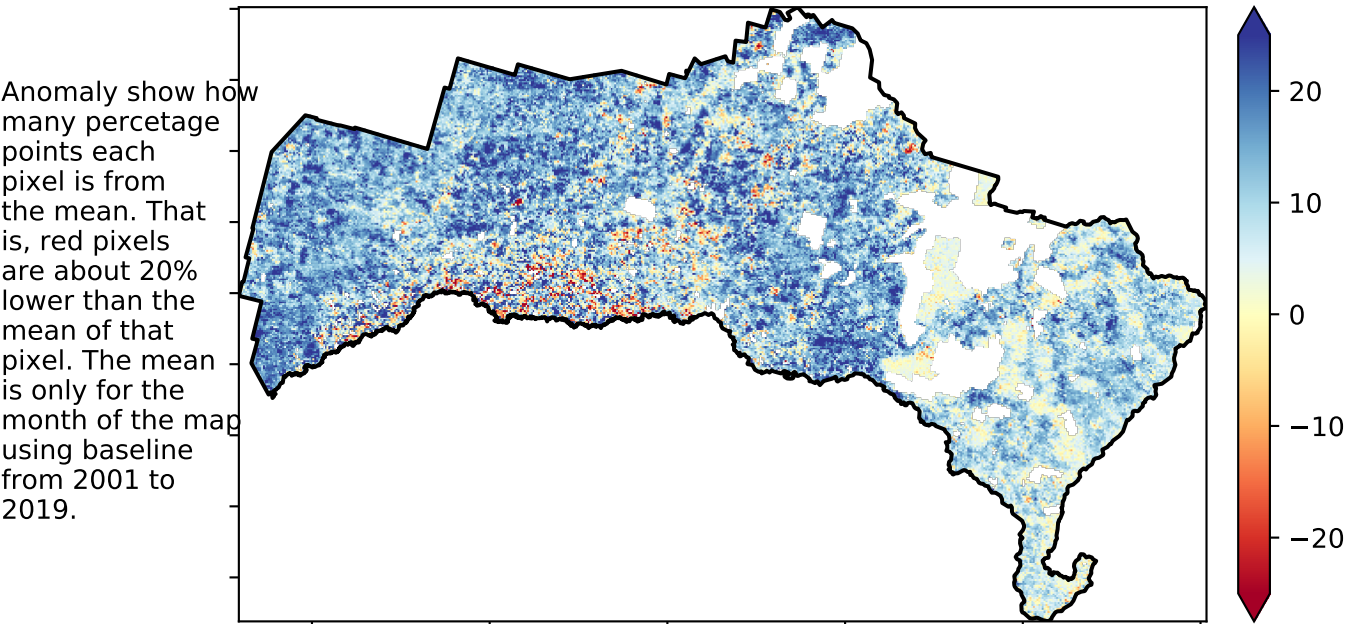 Anomaly show how
many percetage
points each
pixel is from
the mean. That
is, red pixels
are about 20%
lower than the
mean of that
pixel. The mean
is only for the
month of the map
using baseline
from 2001 to
2019.
20
10
0
−10
−20